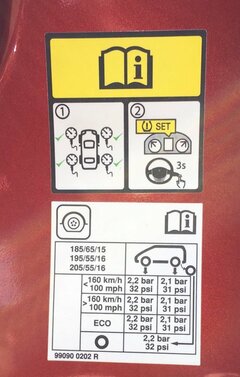 i
1
2
SET
3s
i
185/65/15
195/55/16
205/55/16
<160 km/h 2,2 bar 2,1 bar
100 mph 32 psi 31 psi
>160 km/h 2,2 bar 2,1 bar
100 mph 32 psi 31 psi
ECO 2,2 bar 2,1 bar
32 psi 31 psi
2,2 bar
32 psi
99090 0202 R